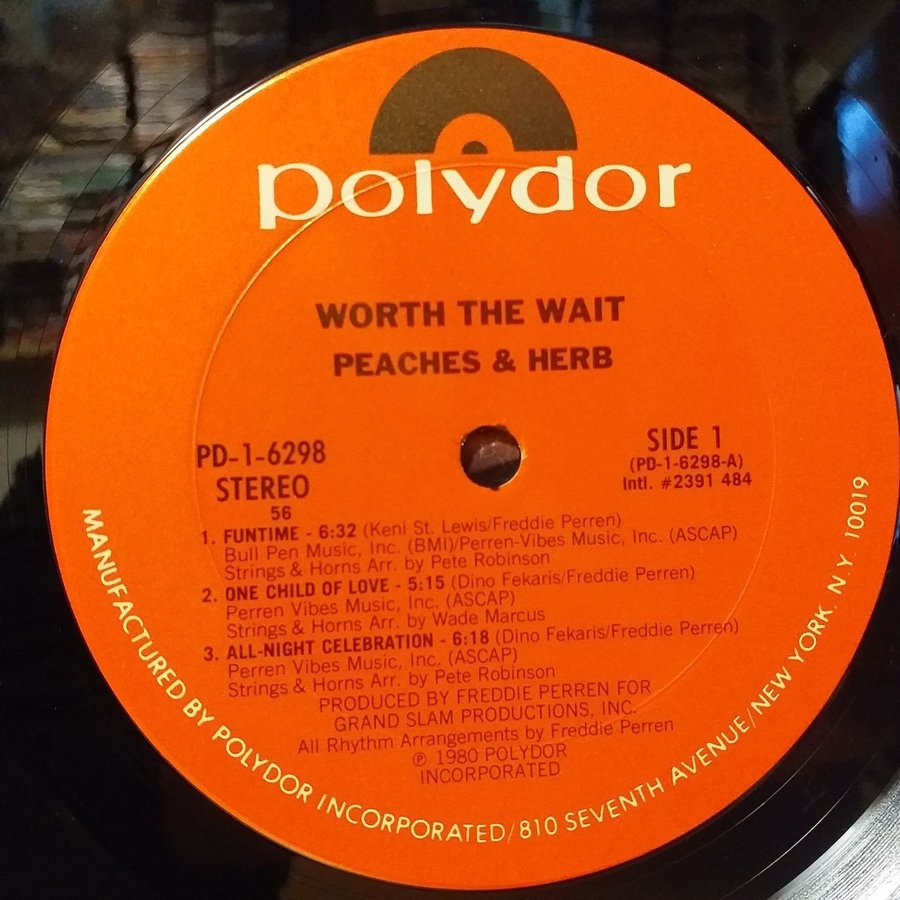 polydor
WORTH THE WAIT
PEACHES & HERB
PD-1-6298
STEREO
56
SIDE 1
(PD-1-6298-A)
Intl. #2391 484
1. FUNTIME - 6:32 (Keni St. Lewis/Freddie Perren)
Bull Pen Music, Inc. (BMI)/Perren-Vibes Music, Inc. (ASCAP)
Strings & Horns Arr. by Pete Robinson
2. ONE CHILD OF LOVE - 5:15 (Dino Fekaris/Freddie Perren)
Perren Vibes Music, Inc. (ASCAP)
Strings & Horns Arr. by Wade Marcus
3. ALL-NIGHT CELEBRATION - 6:18 (Dino Fekaris/Freddie Perren)
Perren Vibes Music, Inc. (ASCAP)
Strings & Horns Arr. by Pete Robinson
PRODUCED BY FREDDIE PERREN FOR
GRAND SLAM PRODUCTIONS, INC.
All Rhythm Arrangements by Freddie Perren
℗ 1980 POLYDOR
INCORPORATED
MANUFACTURED BY POLYDOR INCORPORATED/810 SEVENTH AVENUE/NEW YORK, N.Y. 10019